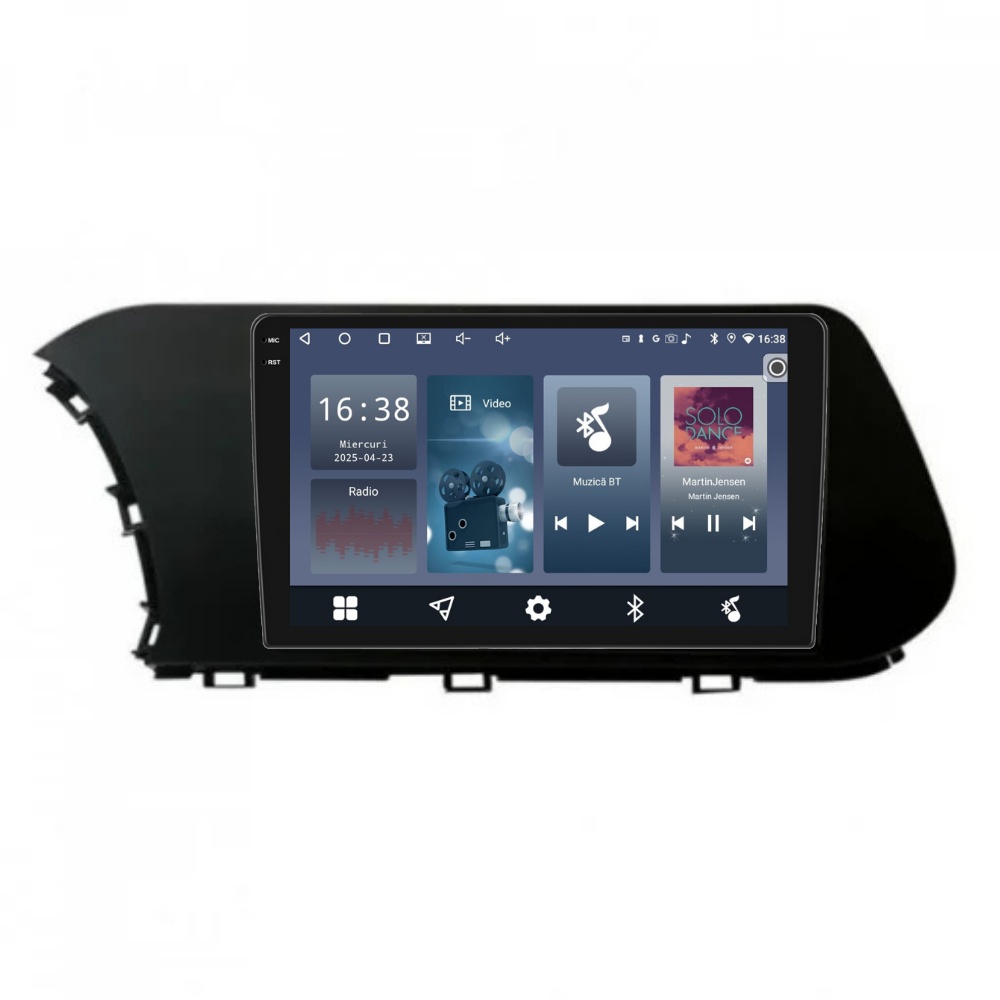 MIC
RST
16:38
16:38
Miercuri
2025-04-23
Radio
Video
Muzică BT
SOLO
DANCE
MartinJensen
Martin Jensen